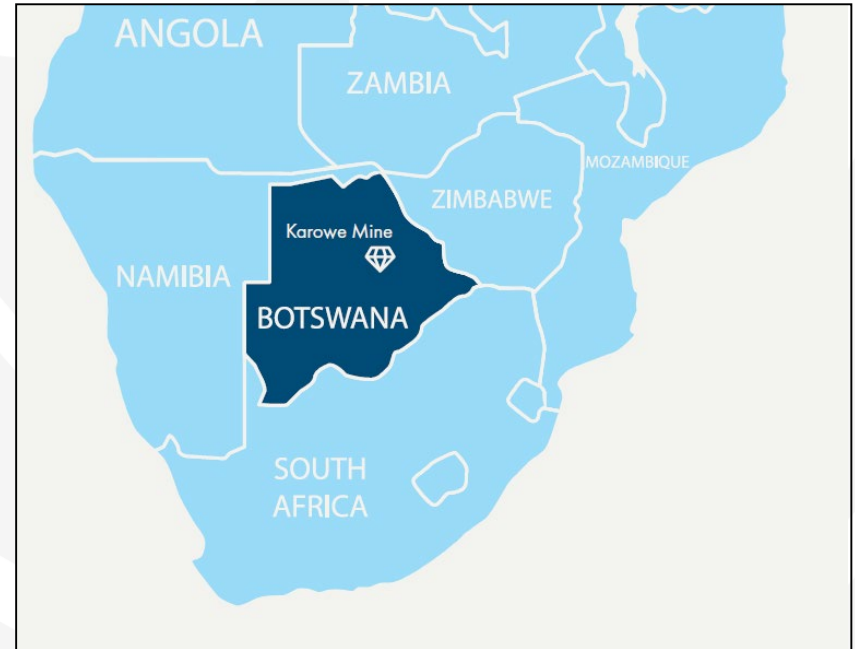 ANGOLA
ZAMBIA
MOZAMBIQUE
ZIMBABWE
Karowe Mine
NAMIBIA
BOTSWANA
SOUTH
AFRICA